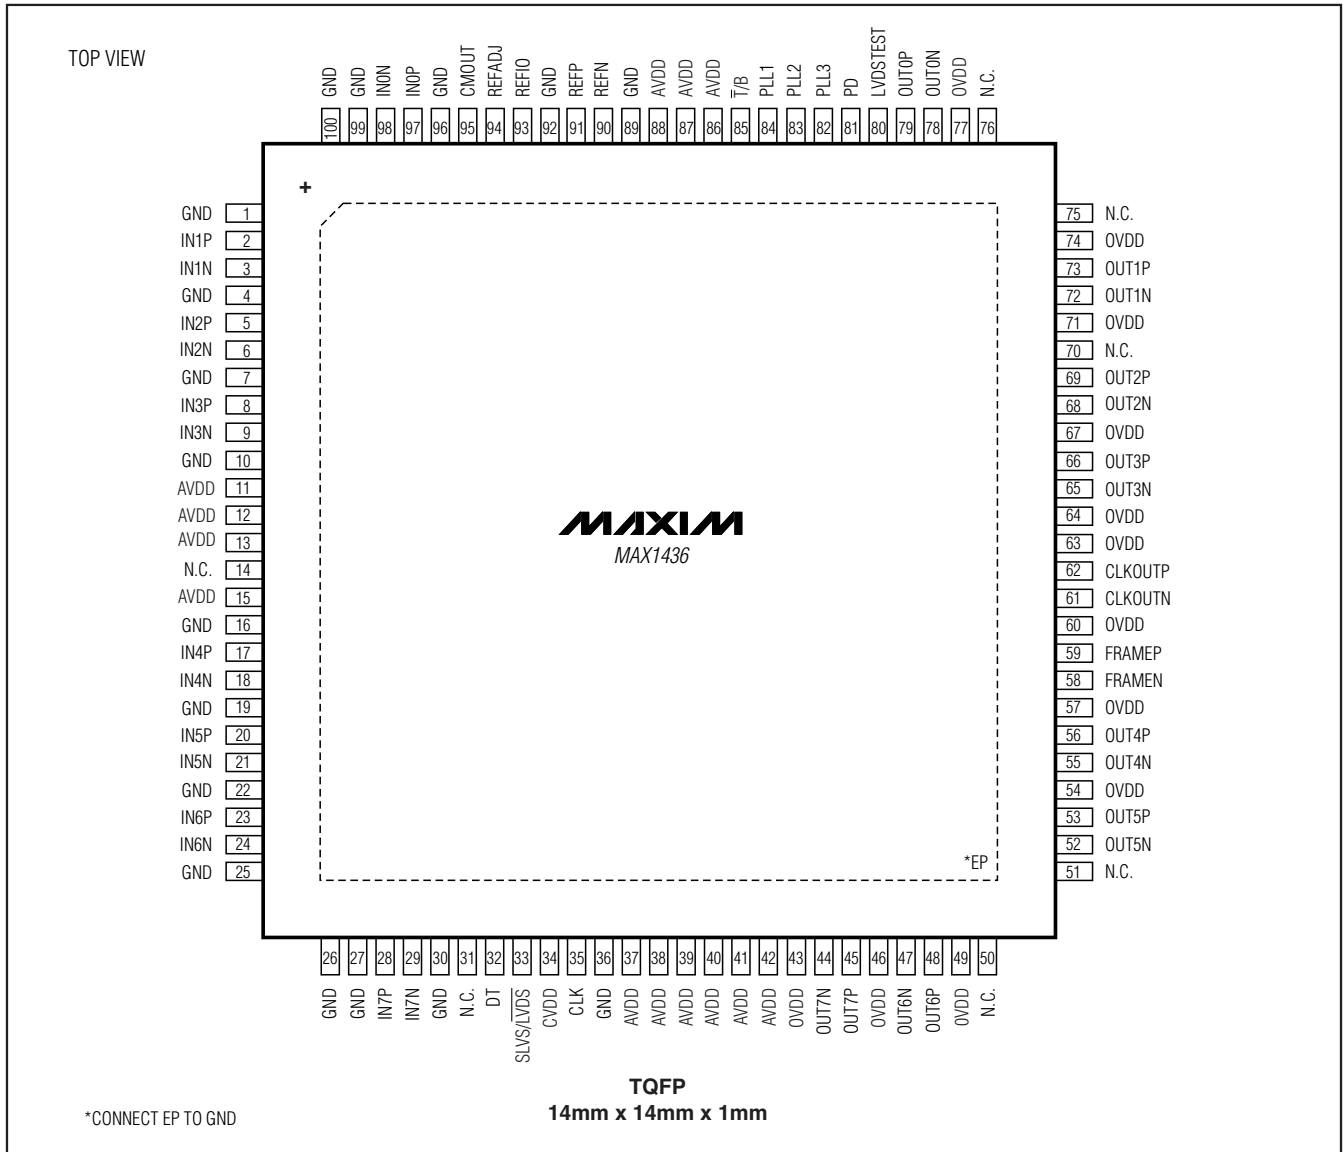 TOP VIEW
GND GND IN0N IN0P GND CMOUT REFADJ REFIO GND REFP REFN GND AVDD AVDD AVDD T̅/B PLL1 PLL2 PLL3 PD LVDSTEST OUT0P OUT0N OVDD N.C.
100 99 98 97 96 95 94 93 92 91 90 89 88 87 86 85 84 83 82 81 80 79 78 77 76
+
GND 1
IN1P 2
IN1N 3
GND 4
IN2P 5
IN2N 6
GND 7
IN3P 8
IN3N 9
GND 10
AVDD 11
AVDD 12
AVDD 13
N.C. 14
AVDD 15
GND 16
IN4P 17
IN4N 18
GND 19
IN5P 20
IN5N 21
GND 22
IN6P 23
IN6N 24
GND 25
MAXIM
MAX1436
*EP
75 N.C.
74 OVDD
73 OUT1P
72 OUT1N
71 OVDD
70 N.C.
69 OUT2P
68 OUT2N
67 OVDD
66 OUT3P
65 OUT3N
64 OVDD
63 OVDD
62 CLKOUTP
61 CLKOUTN
60 OVDD
59 FRAMEP
58 FRAMEN
57 OVDD
56 OUT4P
55 OUT4N
54 OVDD
53 OUT5P
52 OUT5N
51 N.C.
26 27 28 29 30 31 32 33 34 35 36 37 38 39 40 41 42 43 44 45 46 47 48 49 50
GND GND IN7P IN7N GND N.C. DT S̅L̅V̅S̅/L̅V̅D̅S̅ CVDD CLK GND AVDD AVDD AVDD AVDD AVDD AVDD OVDD OUT7N OUT7P OVDD OUT6N OUT6P OVDD N.C.
TQFP
14mm x 14mm x 1mm
*CONNECT EP TO GND